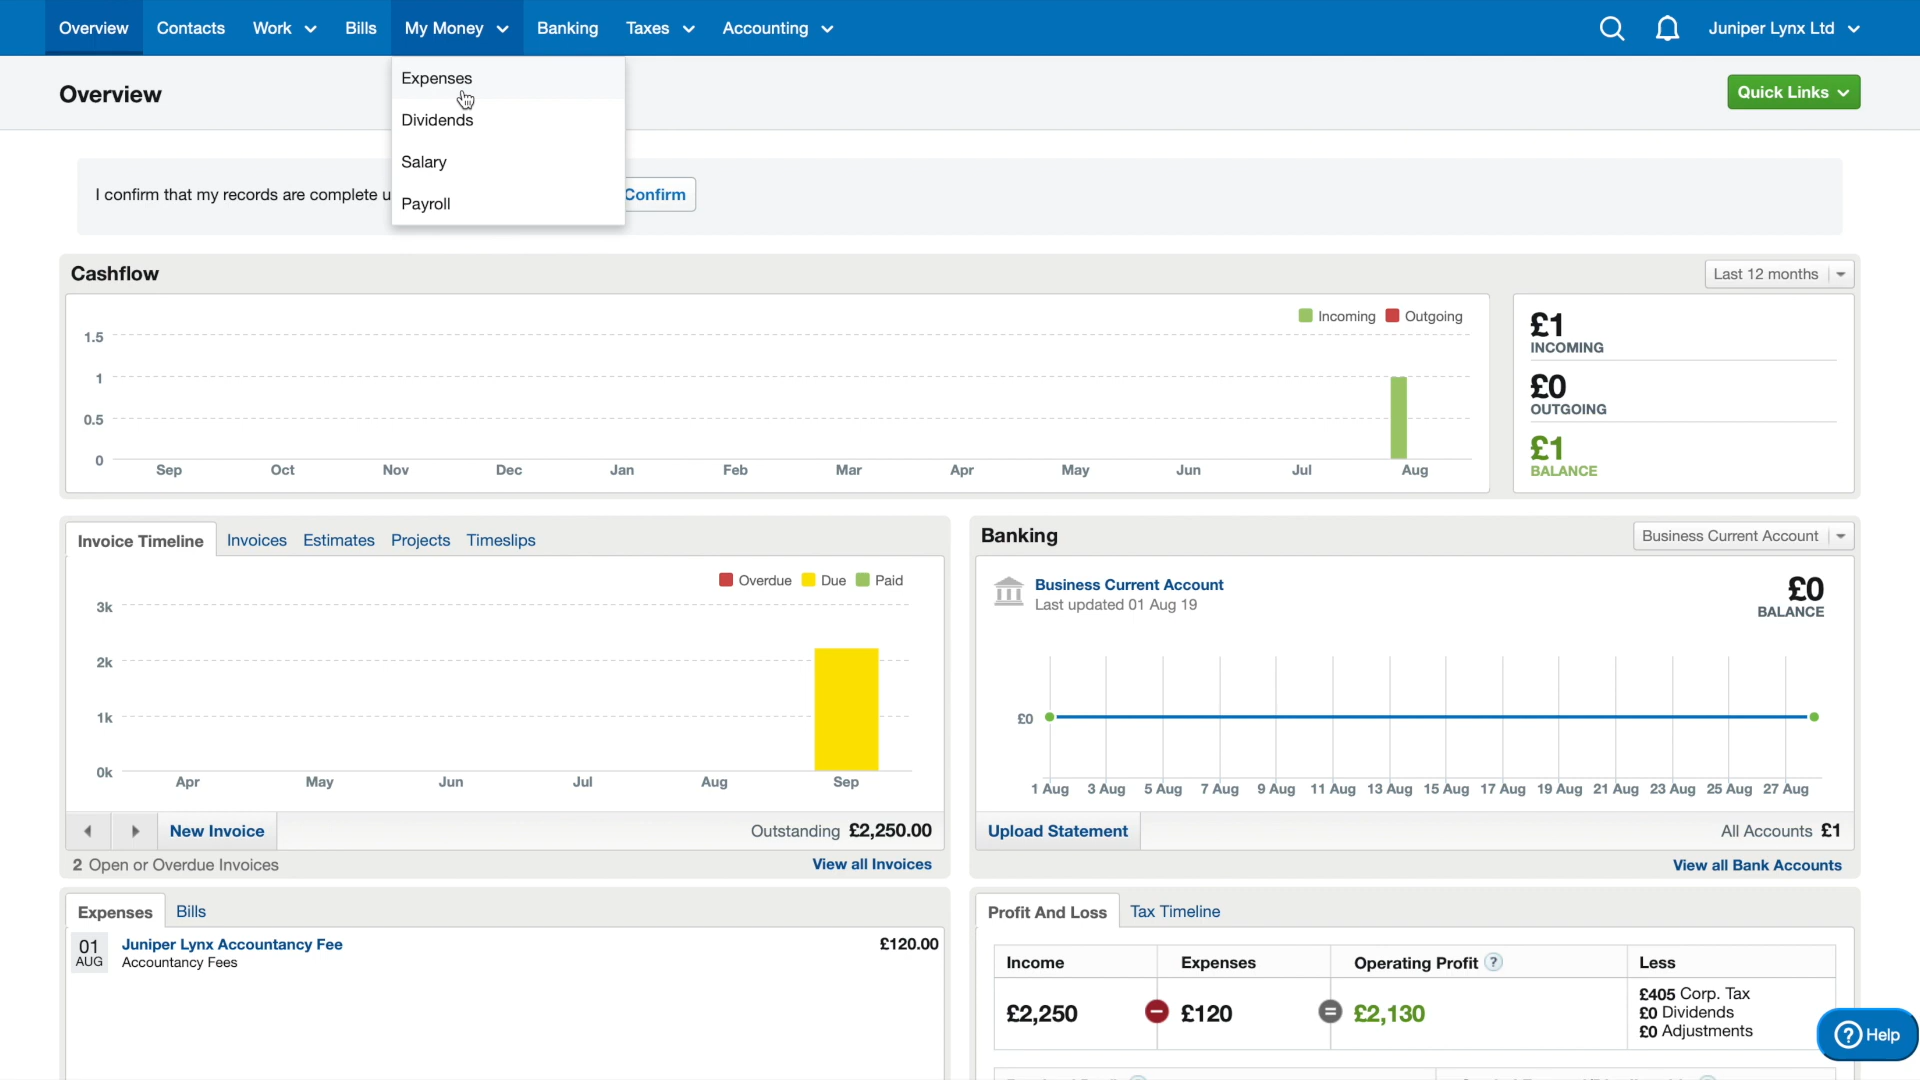 Overview Contacts Work Bills My Money Banking Taxes Accounting Juniper Lynx Ltd
Expenses
Dividends
Salary
Payroll
Overview
Quick Links
I confirm that my records are complete u
Confirm
Cashflow
Last 12 months
Incoming Outgoing
1.5
1
0.5
0
Sep Oct Nov Dec Jan Feb Mar Apr May Jun Jul Aug
£1
INCOMING
£0
OUTGOING
£1
BALANCE
Invoice Timeline Invoices Estimates Projects Timeslips
Overdue Due Paid
3k
2k
1k
0k
Apr May Jun Jul Aug Sep
New Invoice
Outstanding £2,250.00
2 Open or Overdue Invoices
View all Invoices
Banking
Business Current Account
Business Current Account
Last updated 01 Aug 19
£0
BALANCE
£0
1 Aug 3 Aug 5 Aug 7 Aug 9 Aug 11 Aug 13 Aug 15 Aug 17 Aug 19 Aug 21 Aug 23 Aug 25 Aug 27 Aug
Upload Statement
All Accounts £1
View all Bank Accounts
Expenses Bills
01
AUG
Juniper Lynx Accountancy Fee
£120.00
Accountancy Fees
Profit And Loss Tax Timeline
Income Expenses Operating Profit ? Less
£2,250 £120 £2,130
£405 Corp. Tax
£0 Dividends
£0 Adjustments
? Help